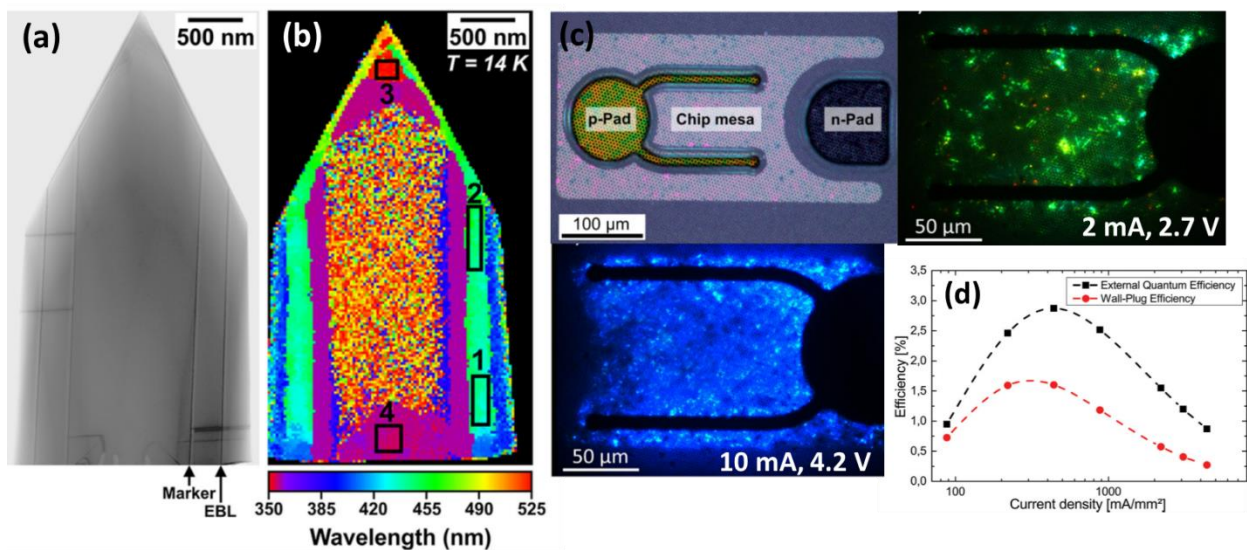 (a)
500 nm
Marker
EBL
(b)
500 nm
T = 14 K
3
2
1
4
350 385 420 455 490 525
Wavelength (nm)
(c)
p-Pad
Chip mesa
n-Pad
100 µm
50 µm
2 mA, 2.7 V
50 µm
10 mA, 4.2 V
(d)
External Quantum Efficiency
Wall-Plug Efficiency
Efficiency [%]
3,5
3,0
2,5
2,0
1,5
1,0
0,5
0,0
100 1000
Current density [mA/mm²]